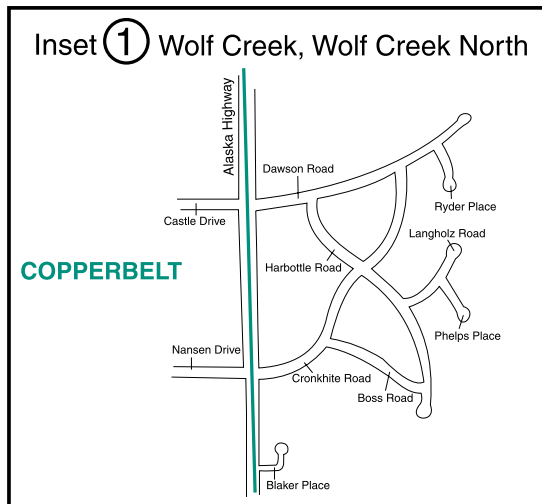 Inset 1 Wolf Creek, Wolf Creek North
Alaska Highway
Dawson Road
Castle Drive
Ryder Place
Langholz Road
Harbottle Road
COPPERBELT
Phelps Place
Nansen Drive
Cronkhite Road
Boss Road
Blaker Place